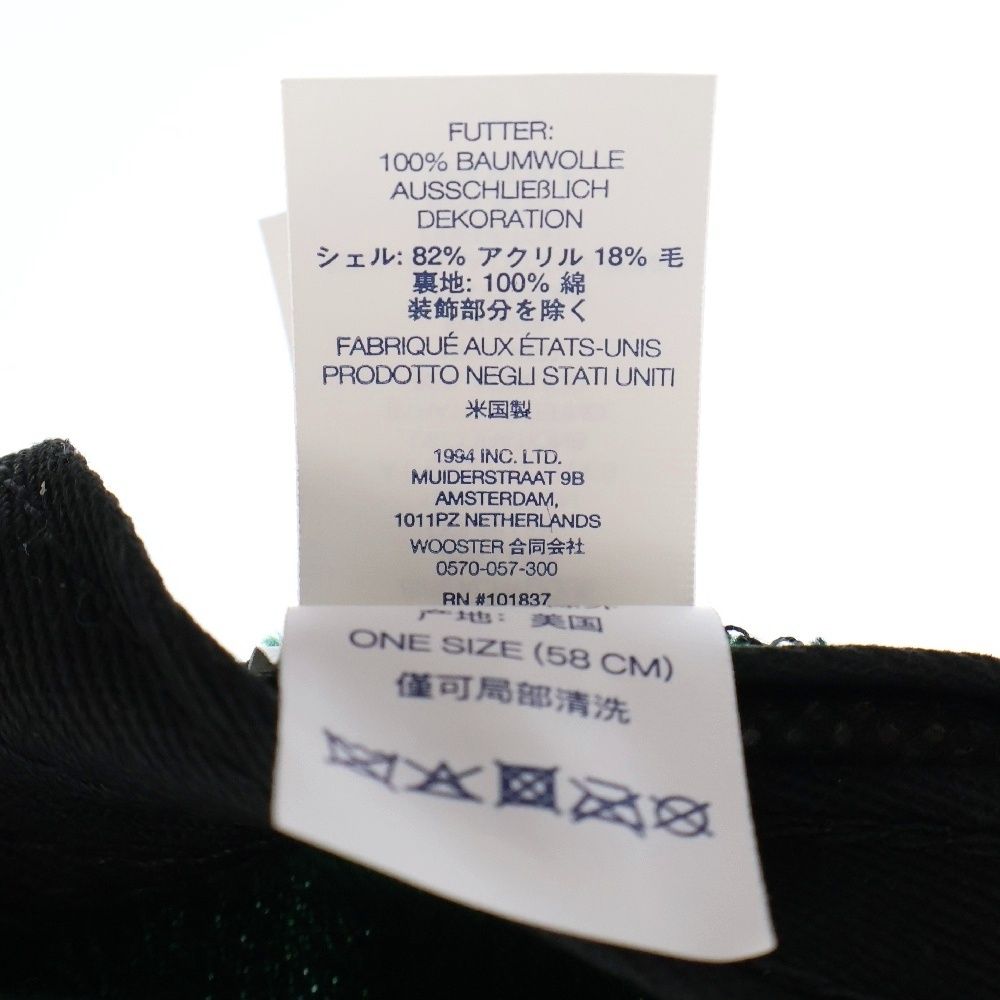 FUTTER:
100% BAUMWOLLE
AUSSCHLIEßLICH
DEKORATION
シェル: 82% アクリル 18% 毛
裏地: 100% 綿
装飾部分を除く
FABRIQUÉ AUX ÉTATS-UNIS
PRODOTTO NEGLI STATI UNITI
米国製
1994 INC. LTD.
MUIDERSTRAAT 9B
AMSTERDAM,
1011PZ NETHERLANDS
WOOSTER 合同会社
0570-057-300
RN #101837
产地: 美国
ONE SIZE (58 CM)
僅可局部清洗